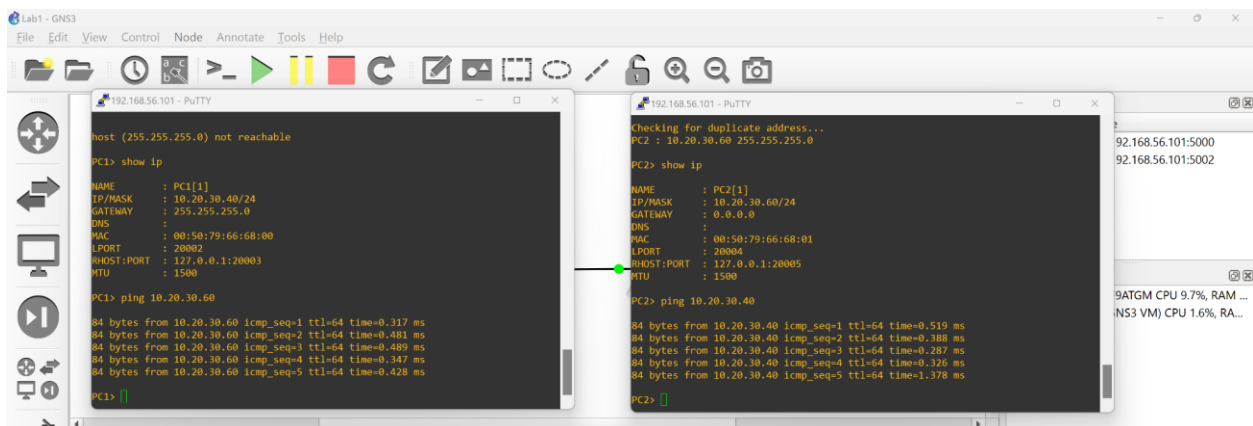 Lab1 - GNS3
File Edit View Control Node Annotate Tools Help
192.168.56.101 - PuTTY
host (255.255.255.0) not reachable
PC1> show ip
NAME : PC1[1]
IP/MASK : 10.20.30.40/24
GATEWAY : 255.255.255.0
DNS :
MAC : 00:50:79:66:68:00
LPORT : 20002
RHOST:PORT : 127.0.0.1:20003
MTU : 1500
PC1> ping 10.20.30.60
84 bytes from 10.20.30.60 icmp_seq=1 ttl=64 time=0.317 ms
84 bytes from 10.20.30.60 icmp_seq=2 ttl=64 time=0.481 ms
84 bytes from 10.20.30.60 icmp_seq=3 ttl=64 time=0.489 ms
84 bytes from 10.20.30.60 icmp_seq=4 ttl=64 time=0.347 ms
84 bytes from 10.20.30.60 icmp_seq=5 ttl=64 time=0.428 ms
PC1>
192.168.56.101 - PuTTY
Checking for duplicate address...
PC2 : 10.20.30.60 255.255.255.0
PC2> show ip
NAME : PC2[1]
IP/MASK : 10.20.30.60/24
GATEWAY : 0.0.0.0
DNS :
MAC : 00:50:79:66:68:01
LPORT : 20004
RHOST:PORT : 127.0.0.1:20005
MTU : 1500
PC2> ping 10.20.30.40
84 bytes from 10.20.30.40 icmp_seq=1 ttl=64 time=0.519 ms
84 bytes from 10.20.30.40 icmp_seq=2 ttl=64 time=0.388 ms
84 bytes from 10.20.30.40 icmp_seq=3 ttl=64 time=0.287 ms
84 bytes from 10.20.30.40 icmp_seq=4 ttl=64 time=0.326 ms
84 bytes from 10.20.30.40 icmp_seq=5 ttl=64 time=1.378 ms
PC2>
92.168.56.101:5000
92.168.56.101:5002
9ATGM CPU 9.7%, RAM ...
NS3 VM) CPU 1.6%, RA...